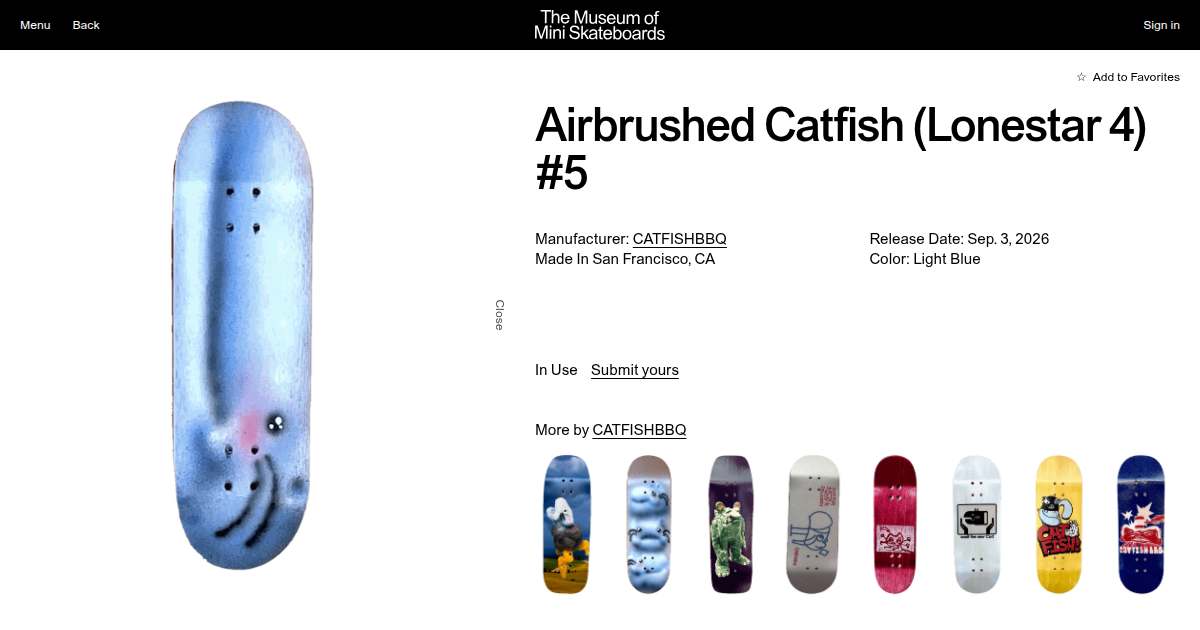 Menu
Back
The Museum of
Mini Skateboards
Sign in
☆ Add to Favorites
Airbrushed Catfish (Lonestar 4)
#5
Manufacturer: CATFISHBBQ
Made In San Francisco, CA
Release Date: Sep. 3, 2026
Color: Light Blue
Close
In Use
Submit yours
More by CATFISHBBQ